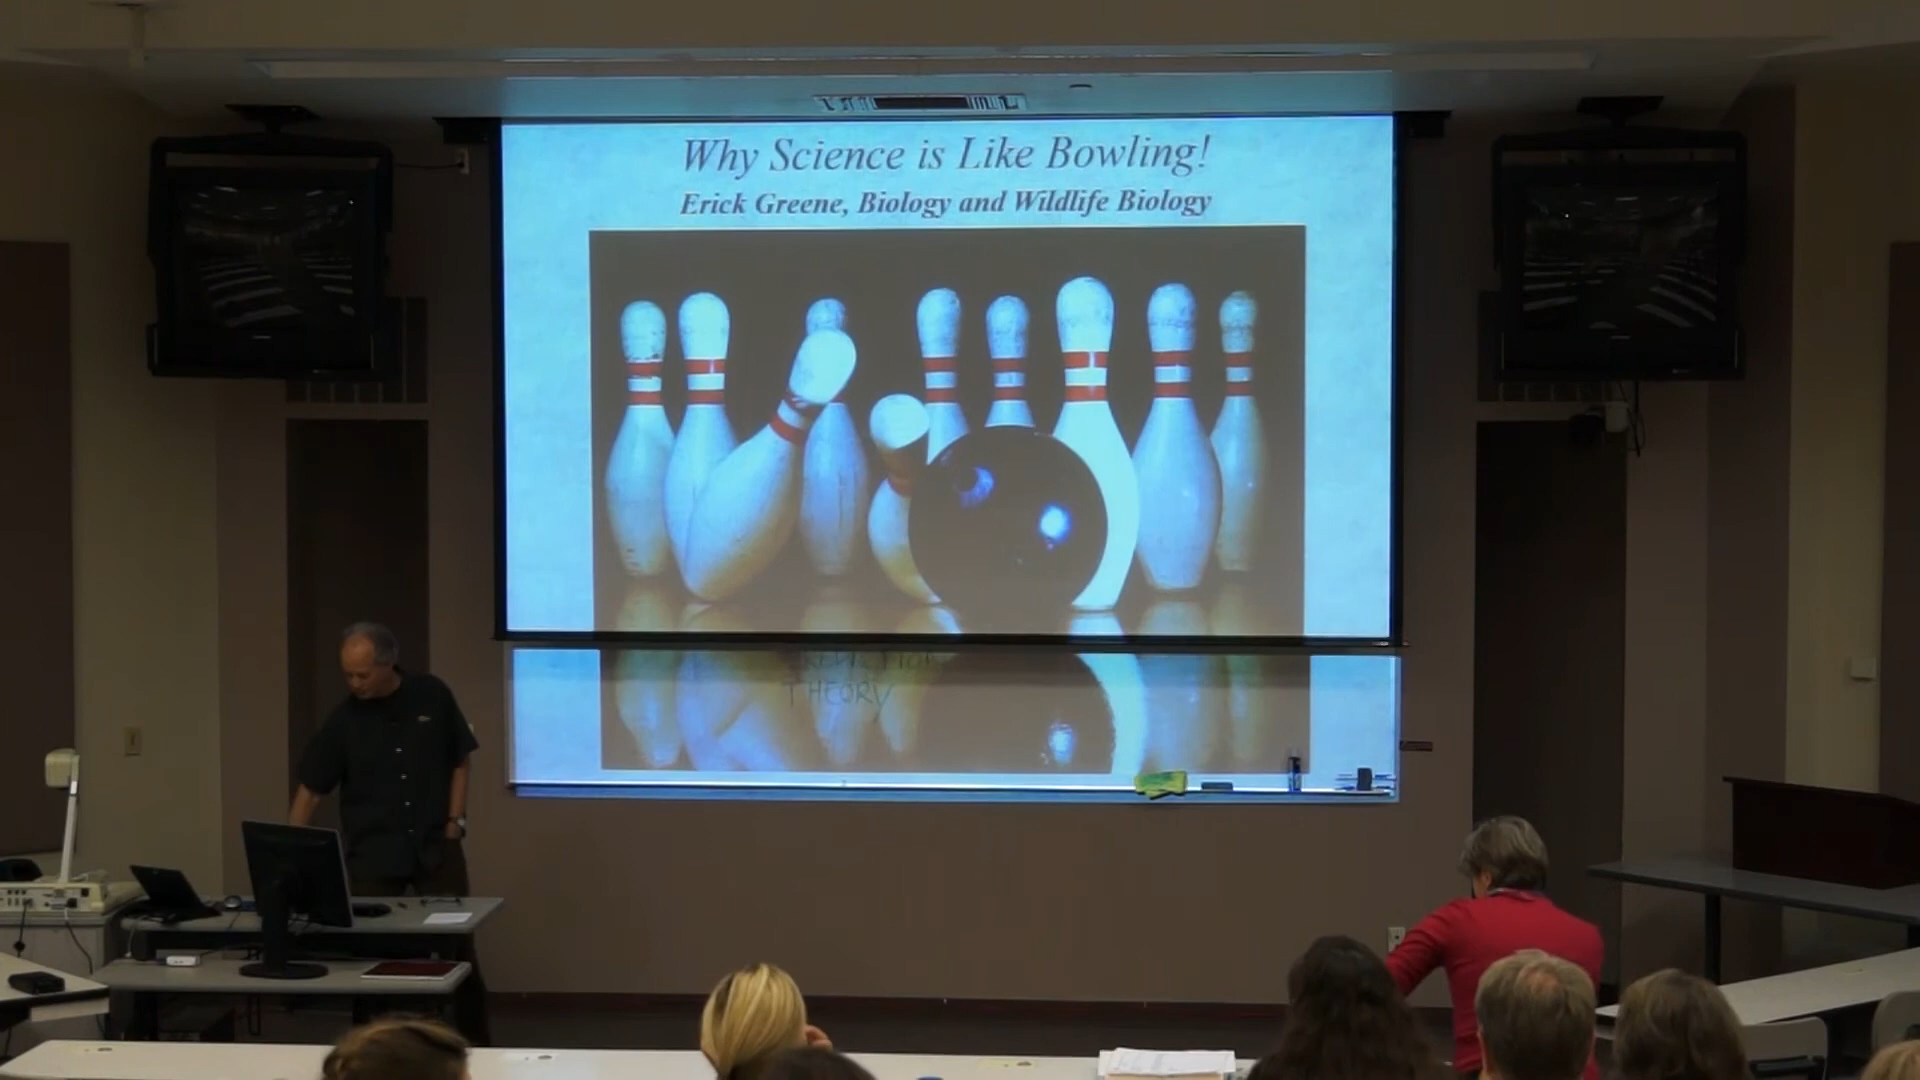 Why Science is Like Bowling!
Erick Greene, Biology and Wildlife Biology
THEORY